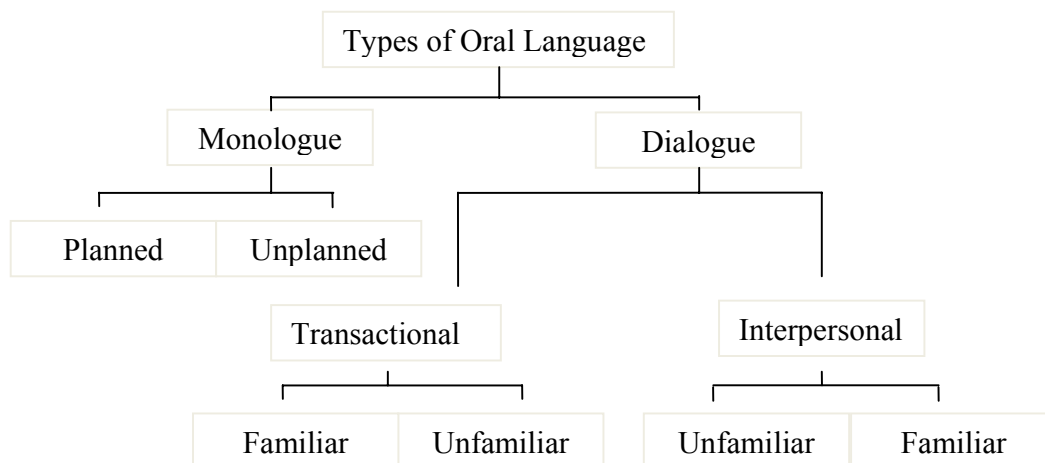 Types of Oral Language
Monologue
Dialogue
Planned
Unplanned
Transactional
Interpersonal
Familiar
Unfamiliar
Unfamiliar
Familiar